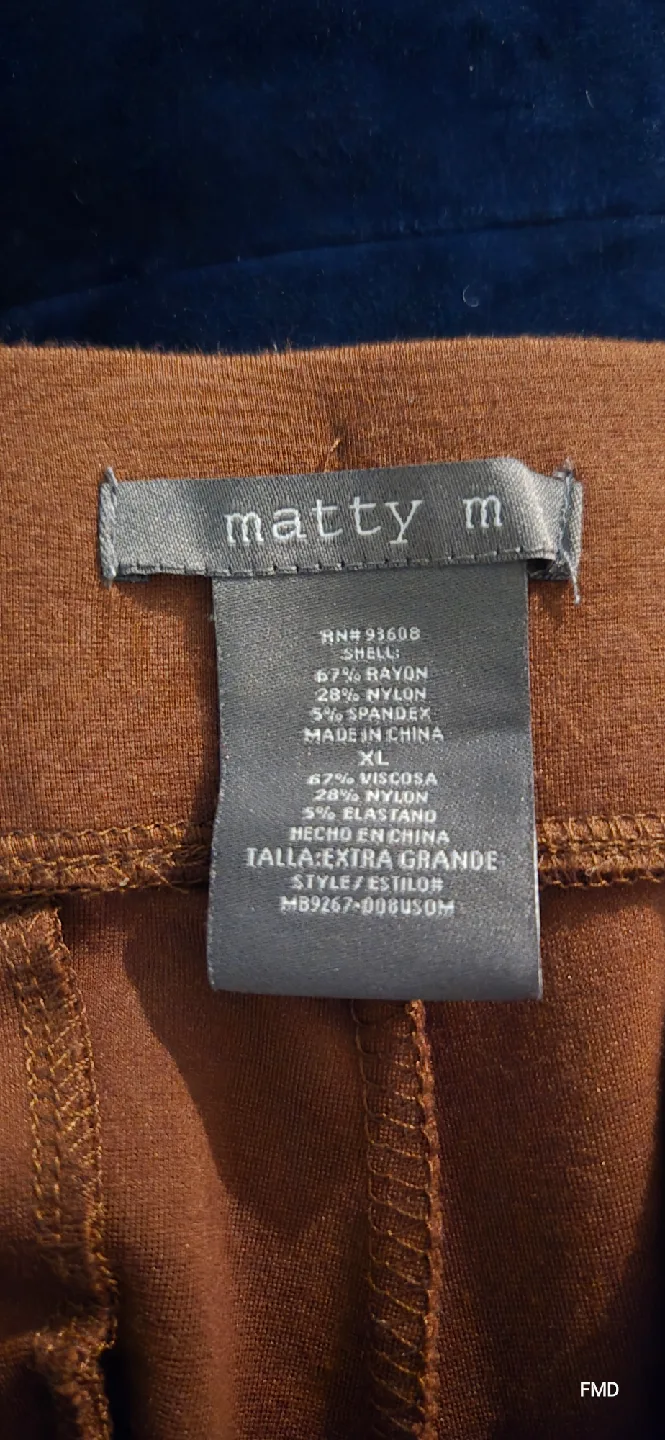 matty m
RN# 93608
SHELL:
67% RAYON
28% NYLON
5% SPANDEX
MADE IN CHINA
XL
67% VISCOSA
28% NYLON
5% ELASTANO
HECHO EN CHINA
TALLA:EXTRA GRANDE
STYLE/ESTILO#
MB9267-008USOM
FMD